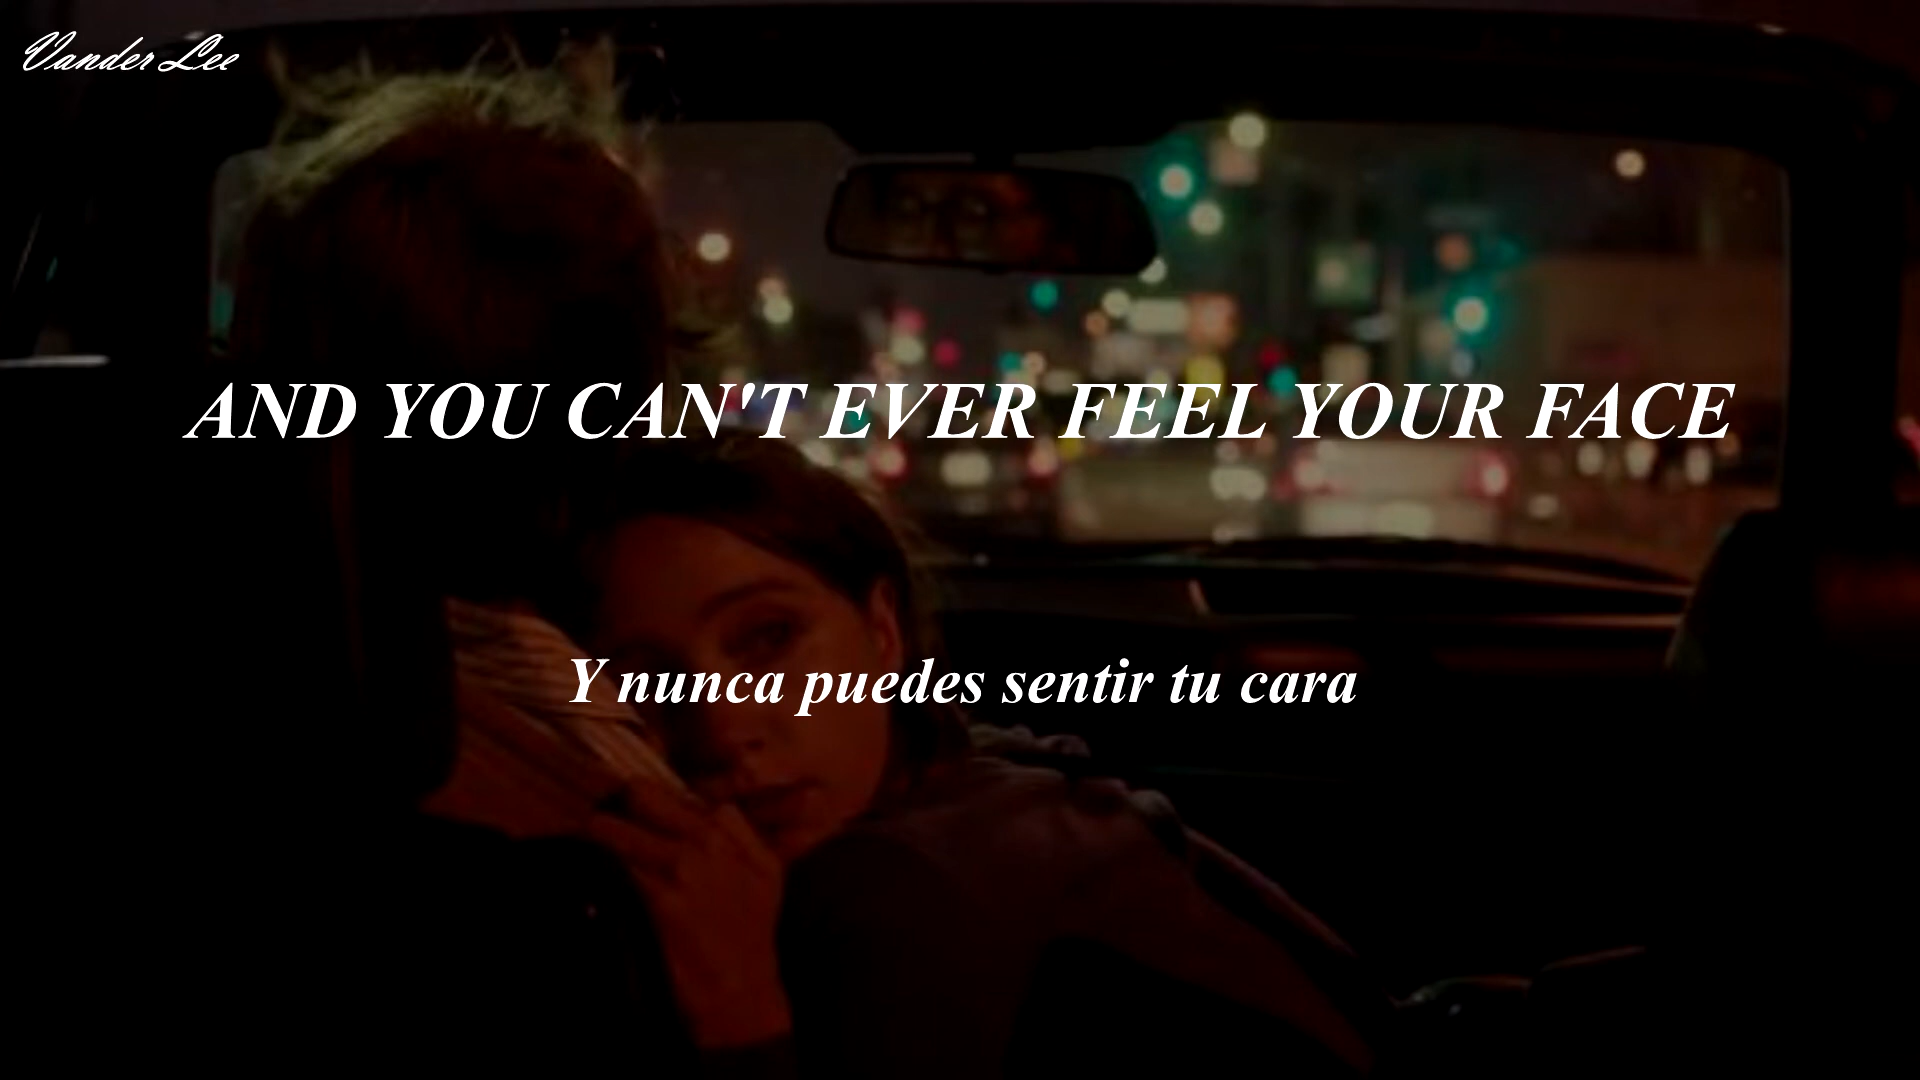 Vander Lee
AND YOU CAN'T EVER FEEL YOUR FACE
Y nunca puedes sentir tu cara